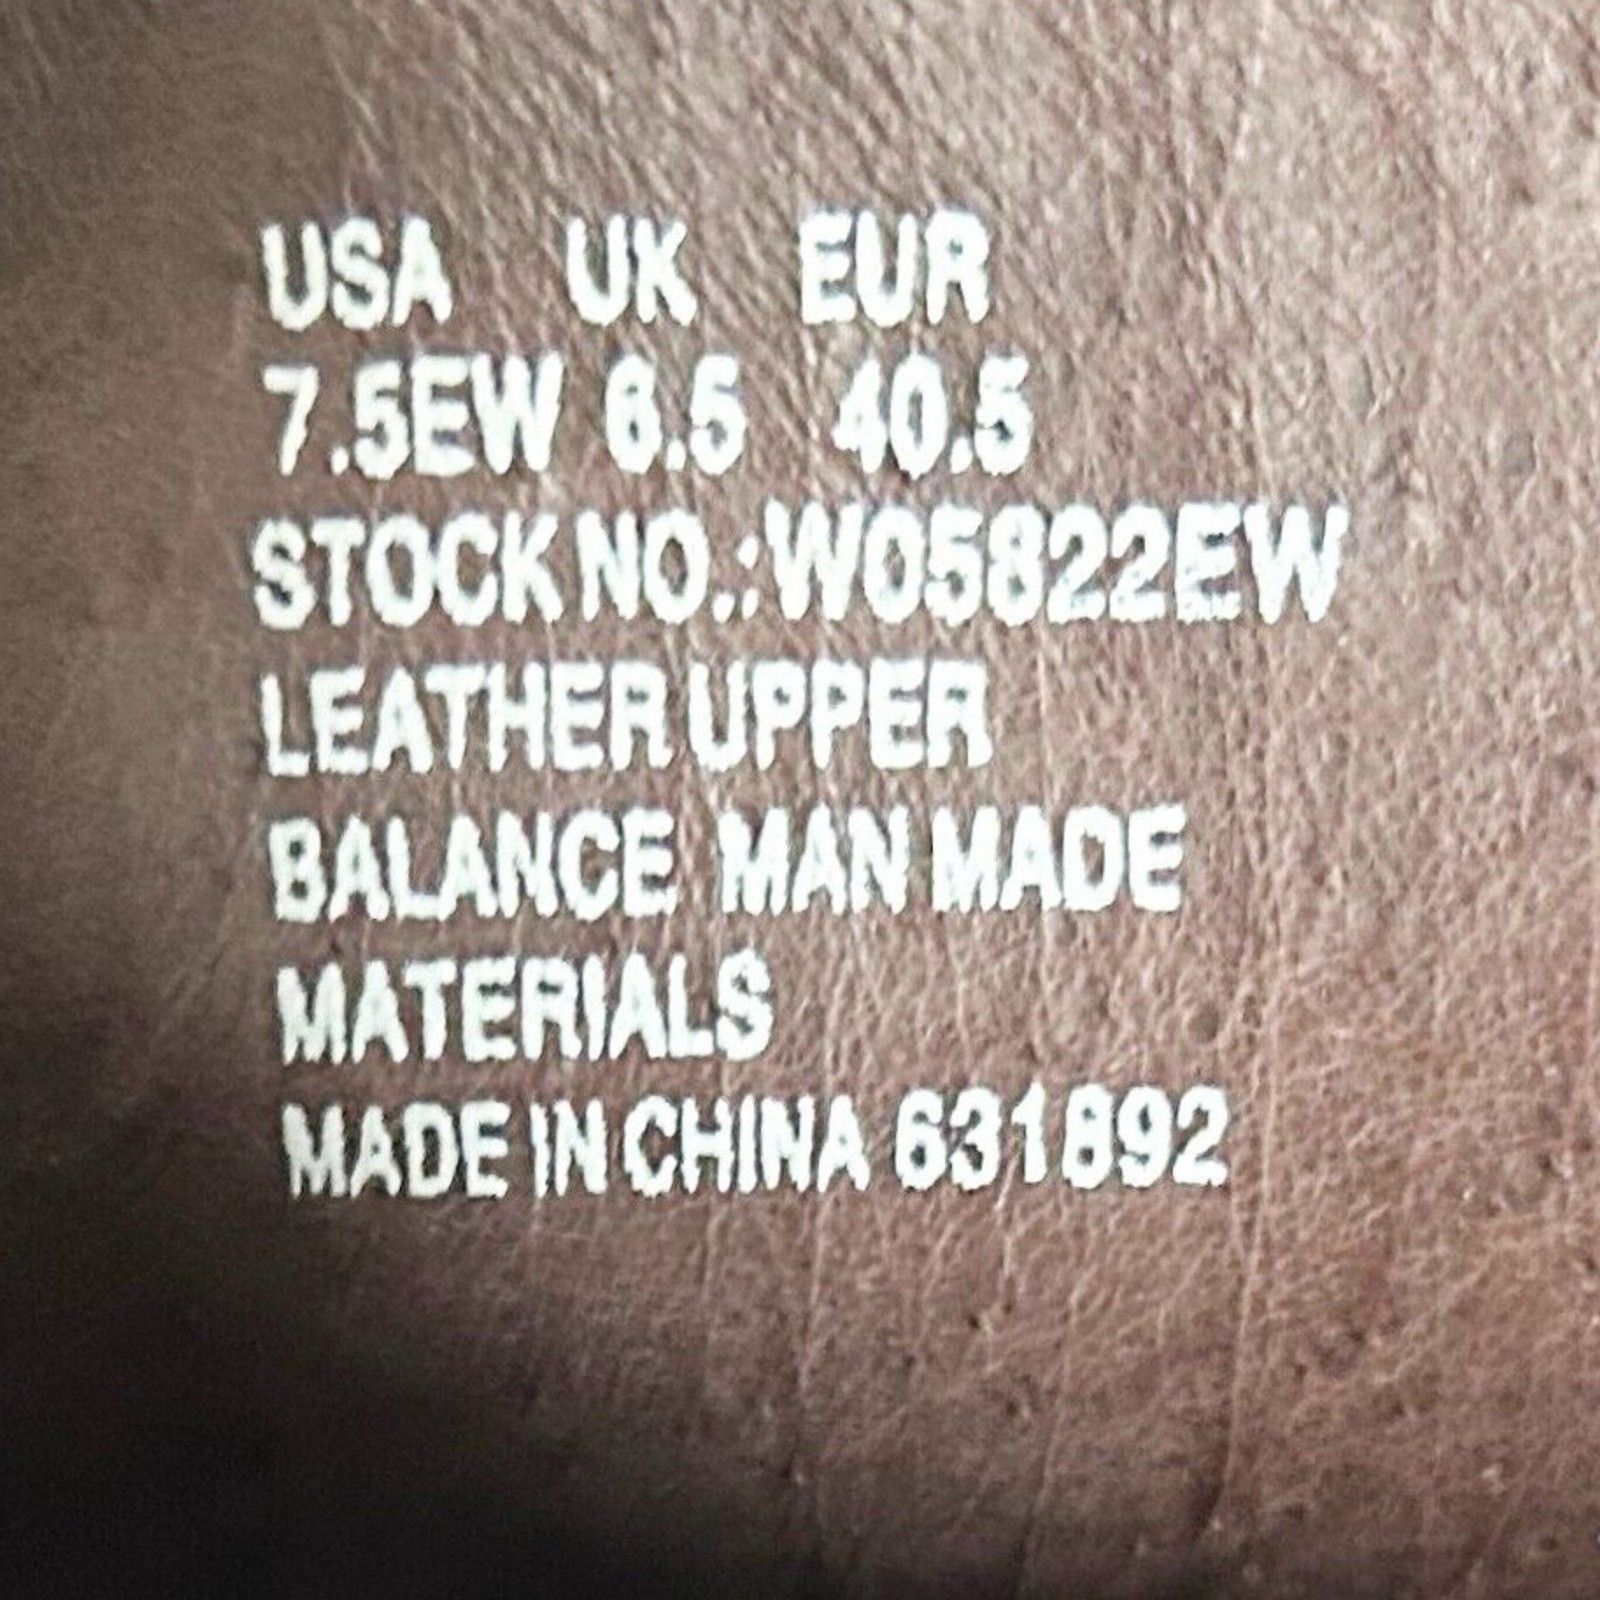 USA UK EUR
7.5EW 6.5 40.5
STOCK NO.:W05822EW
LEATHER UPPER
BALANCE MAN MADE
MATERIALS
MADE IN CHINA 631892